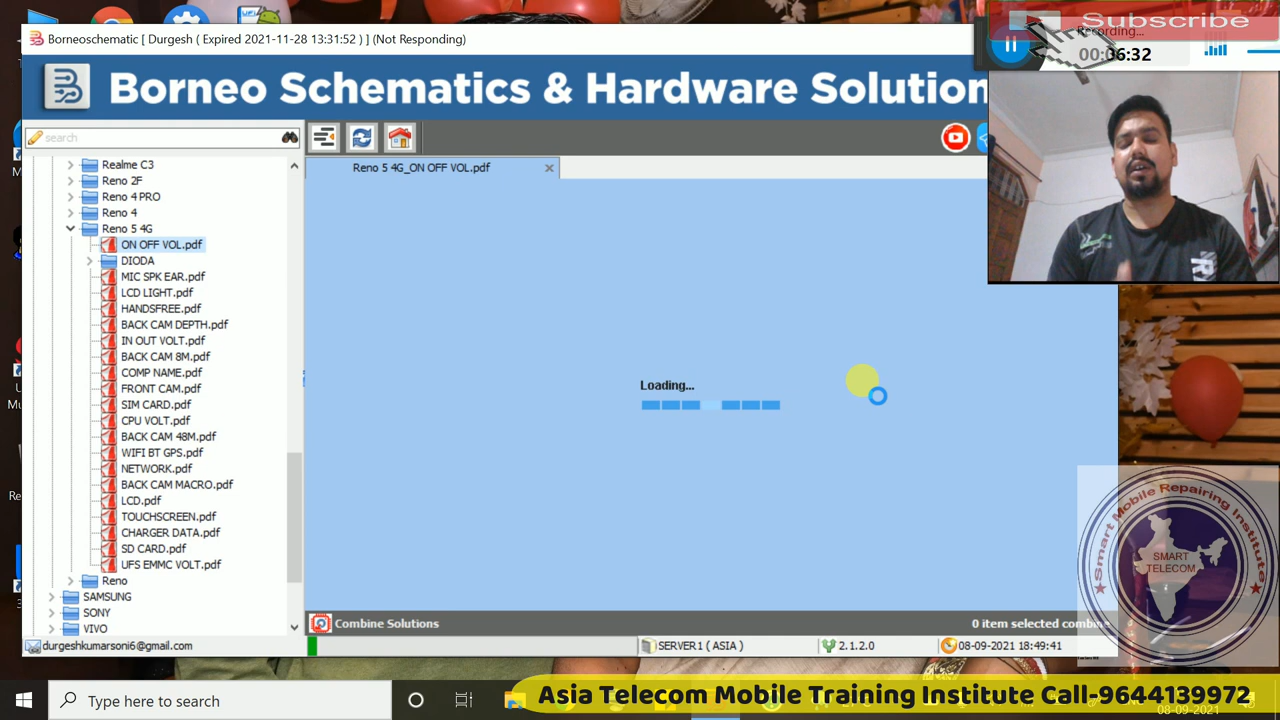 Borneoschematic [ Durgesh ( Expired 2021-11-28 13:31:52 ) ] (Not Responding)
Subscribe
Recording...
00:06:32
Borneo Schematics & Hardware Solution
search
Reno 5 4G_ON OFF VOL.pdf
Realme C3
Reno 2F
Reno 4 PRO
Reno 4
Reno 5 4G
ON OFF VOL.pdf
DIODA
MIC SPK EAR.pdf
LCD LIGHT.pdf
HANDSFREE.pdf
BACK CAM DEPTH.pdf
IN OUT VOLT.pdf
BACK CAM 8M.pdf
COMP NAME.pdf
FRONT CAM.pdf
SIM CARD.pdf
CPU VOLT.pdf
BACK CAM 48M.pdf
WIFI BT GPS.pdf
NETWORK.pdf
BACK CAM MACRO.pdf
LCD.pdf
TOUCHSCREEN.pdf
CHARGER DATA.pdf
SD CARD.pdf
UFS EMMC VOLT.pdf
Reno
SAMSUNG
SONY
VIVO
Loading...
Smart Mobile Repairing Institute
SMART
TELECOM
Combine Solutions
0 item selected combine
durgeshkumarsoni6@gmail.com
SERVER1 ( ASIA )
2.1.2.0
08-09-2021 18:49:41
Type here to search
Asia Telecom Mobile Training Institute Call-9644139972
08-09-2021